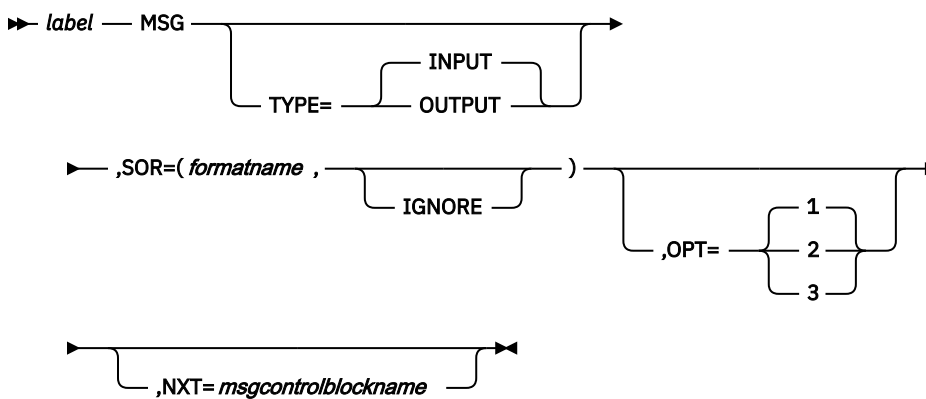 label MSG
INPUT
TYPE= OUTPUT
,SOR=( formatname , )
IGNORE
1
,OPT= 2
3
,NXT= msgcontrolblockname